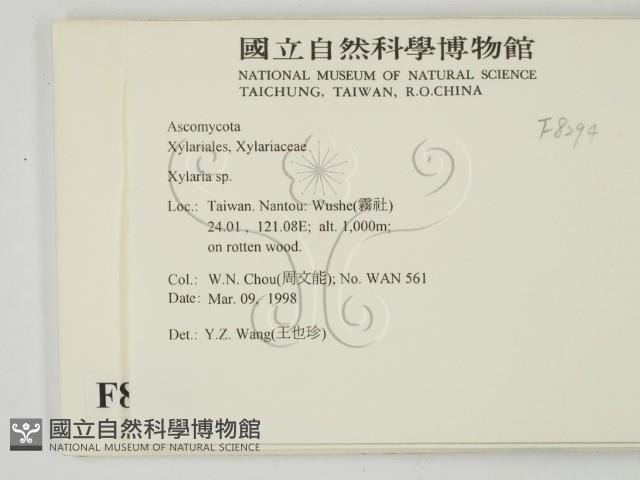 國立自然科學博物館
NATIONAL MUSEUM OF NATURAL SCIENCE
TAICHUNG, TAIWAN, R.O.CHINA
F8294
Ascomycota
Xylariales, Xylariaceae
Xylaria sp.
Loc.: Taiwan. Nantou: Wushe(霧社)
24.01 , 121.08E; alt. 1,000m;
on rotten wood.
Col.: W.N. Chou(周文能); No. WAN 561
Date: Mar. 09, 1998
Det.: Y.Z. Wang(王也珍)
F8
國立自然科學博物館
NATIONAL MUSEUM OF NATURAL SCIENCE